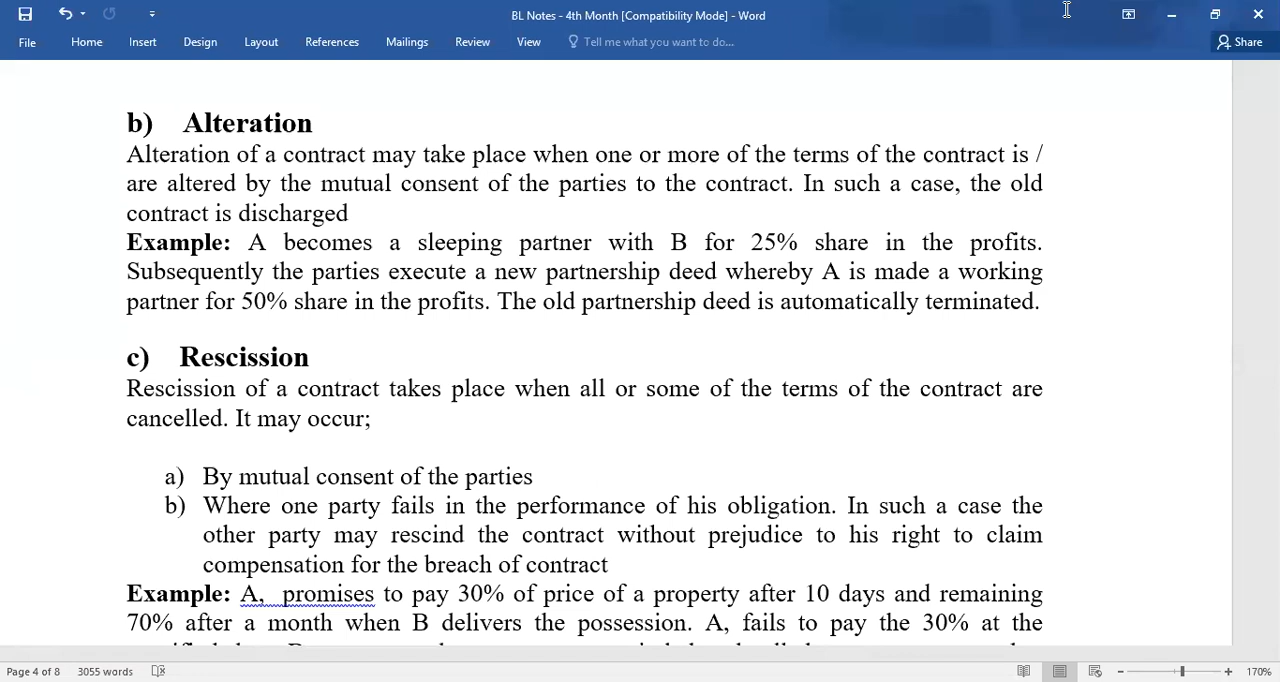 BL Notes - 4th Month [Compatibility Mode] - Word
File Home Insert Design Layout References Mailings Review View Tell me what you want to do... Share
b) Alteration
Alteration of a contract may take place when one or more of the terms of the contract is /
are altered by the mutual consent of the parties to the contract. In such a case, the old
contract is discharged
Example: A becomes a sleeping partner with B for 25% share in the profits.
Subsequently the parties execute a new partnership deed whereby A is made a working
partner for 50% share in the profits. The old partnership deed is automatically terminated.
c) Rescission
Rescission of a contract takes place when all or some of the terms of the contract are
cancelled. It may occur;
a) By mutual consent of the parties
b) Where one party fails in the performance of his obligation. In such a case the
other party may rescind the contract without prejudice to his right to claim
compensation for the breach of contract
Example: A, promises to pay 30% of price of a property after 10 days and remaining
70% after a month when B delivers the possession. A, fails to pay the 30% at the
Page 4 of 8 3055 words 170%